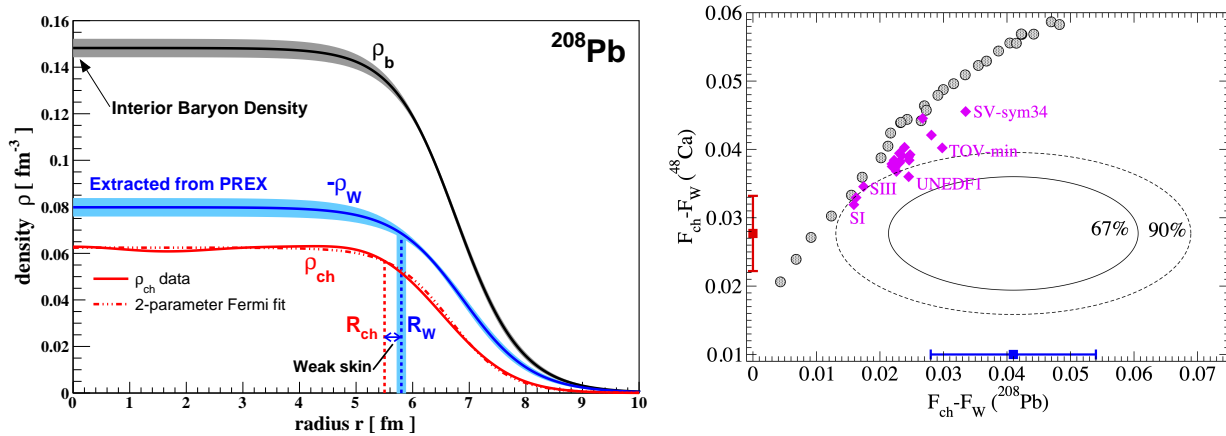 ²⁰⁸Pb
ρb
Interior Baryon Density
Extracted from PREX
-ρW
ρch
ρch data
2-parameter Fermi fit
Rch
RW
Weak skin
density ρ [ fm⁻³ ]
0.16
0.14
0.12
0.1
0.08
0.06
0.04
0.02
0
0 1 2 3 4 5 6 7 8 9 10
radius r [ fm ]
Fch-FW (⁴⁸Ca)
0.06
0.05
0.04
0.03
0.02
0.01
SV-sym34
TOV-min
UNEDF1
SIII
SI
67% 90%
0 0.01 0.02 0.03 0.04 0.05 0.06 0.07
Fch-FW (²⁰⁸Pb)